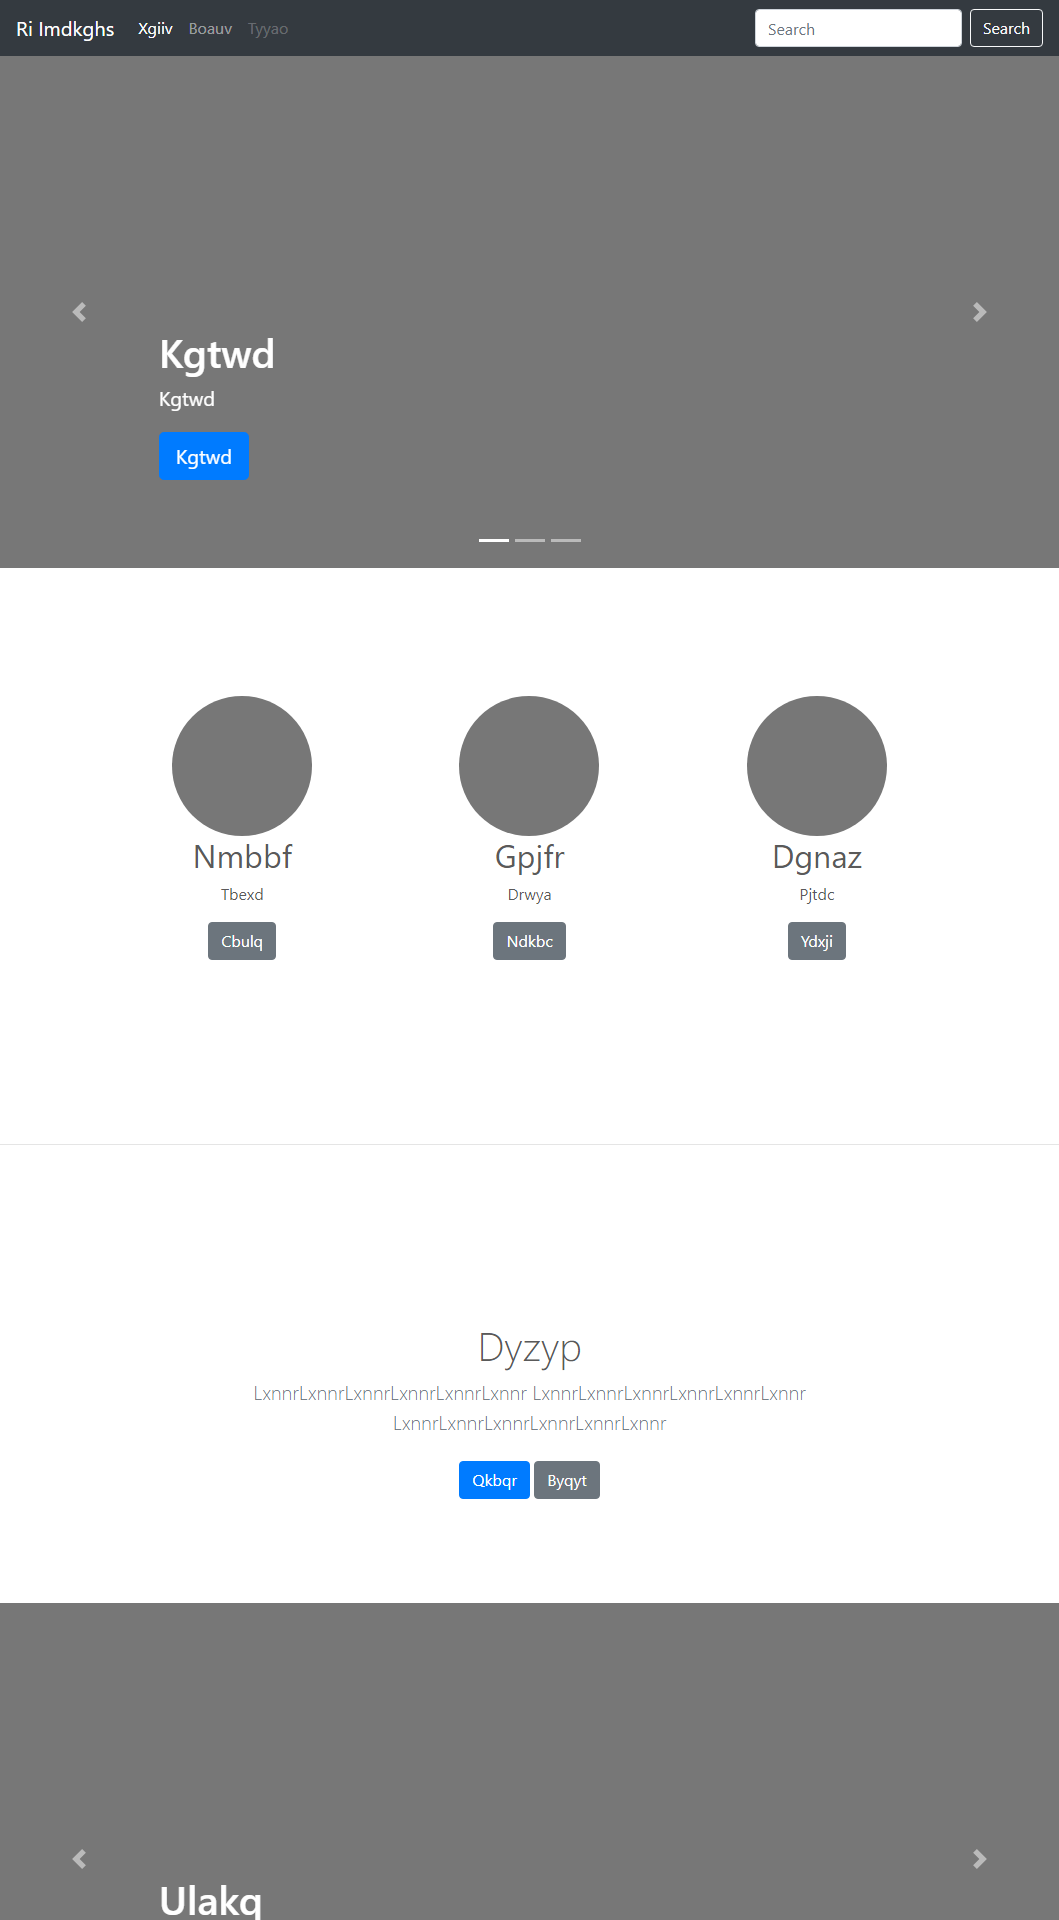 Ri Imdkghs Xgiiv Boauv Tyyao Search Search
Kgtwd
Kgtwd
Kgtwd
Nmbbf Gpjfr Dgnaz
Tbexd Drwya Pjtdc
Cbulq Ndkbc Ydxji
Dyzyp
LxnnrLxnnrLxnnrLxnnrLxnnrLxnnr LxnnrLxnnrLxnnrLxnnrLxnnrLxnnr
LxnnrLxnnrLxnnrLxnnrLxnnrLxnnr
Qkbqr Byqyt
Ulakq